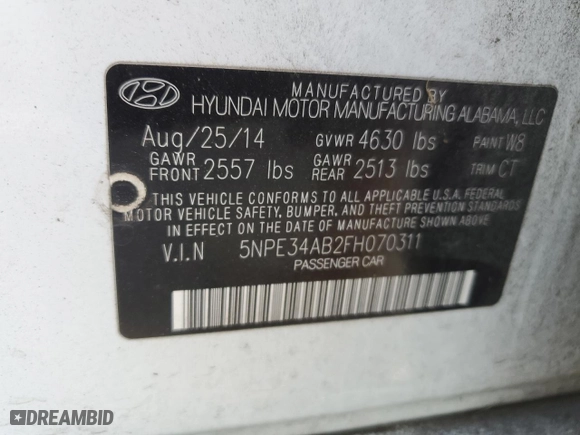 MANUFACTURED BY
HYUNDAI MOTOR MANUFACTURING ALABAMA, LLC
Aug/25/14 GVWR 4630 lbs PAINT W8
GAWR FRONT 2557 lbs GAWR REAR 2513 lbs TRIM CT
THIS VEHICLE CONFORMS TO ALL APPLICABLE U.S.A. FEDERAL
MOTOR VEHICLE SAFETY, BUMPER, AND THEFT PREVENTION STANDARDS
IN EFFECT ON THE DATE OF MANUFACTURE SHOWN ABOVE.
V.I.N 5NPE34AB2FH070311
PASSENGER CAR
DREAMBID